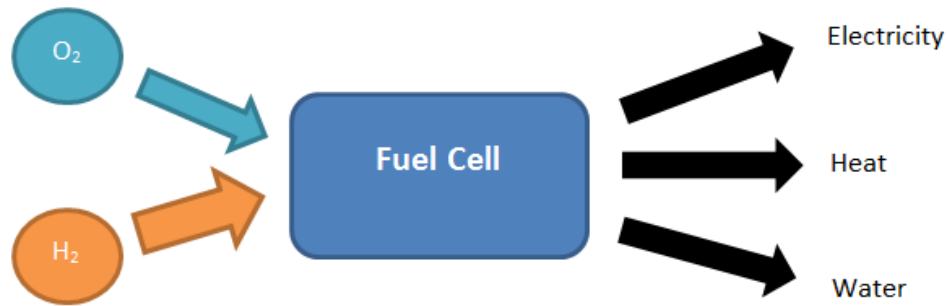 O₂
H₂
Fuel Cell
Electricity
Heat
Water